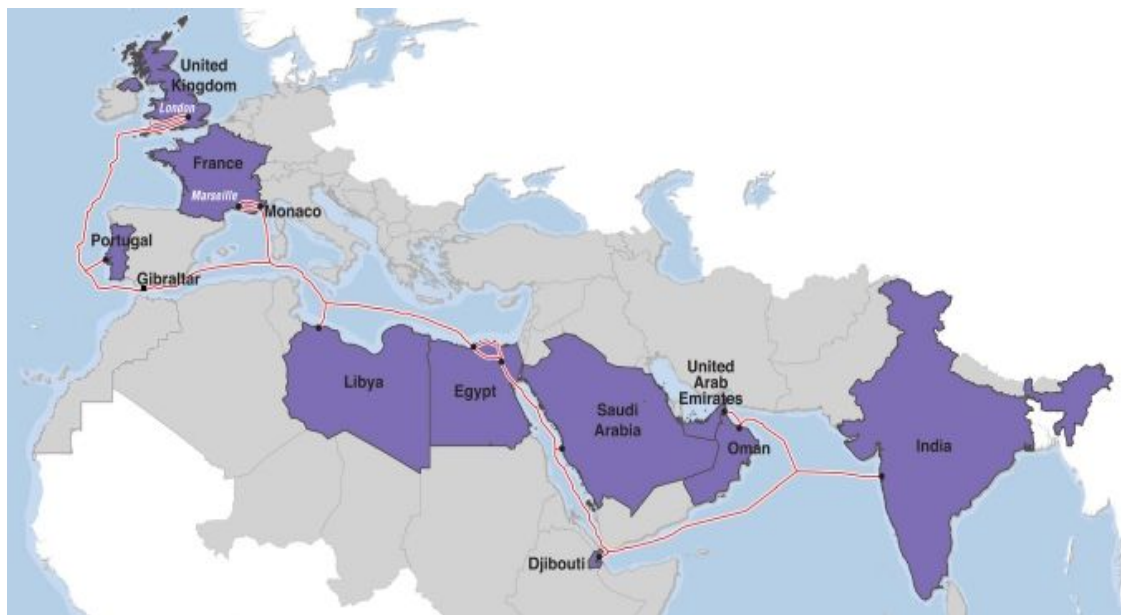 United
Kingdom
London
France
Marseille
Monaco
Portugal
Gibraltar
Libya
Egypt
Saudi
Arabia
United
Arab
Emirates
Oman
India
Djibouti